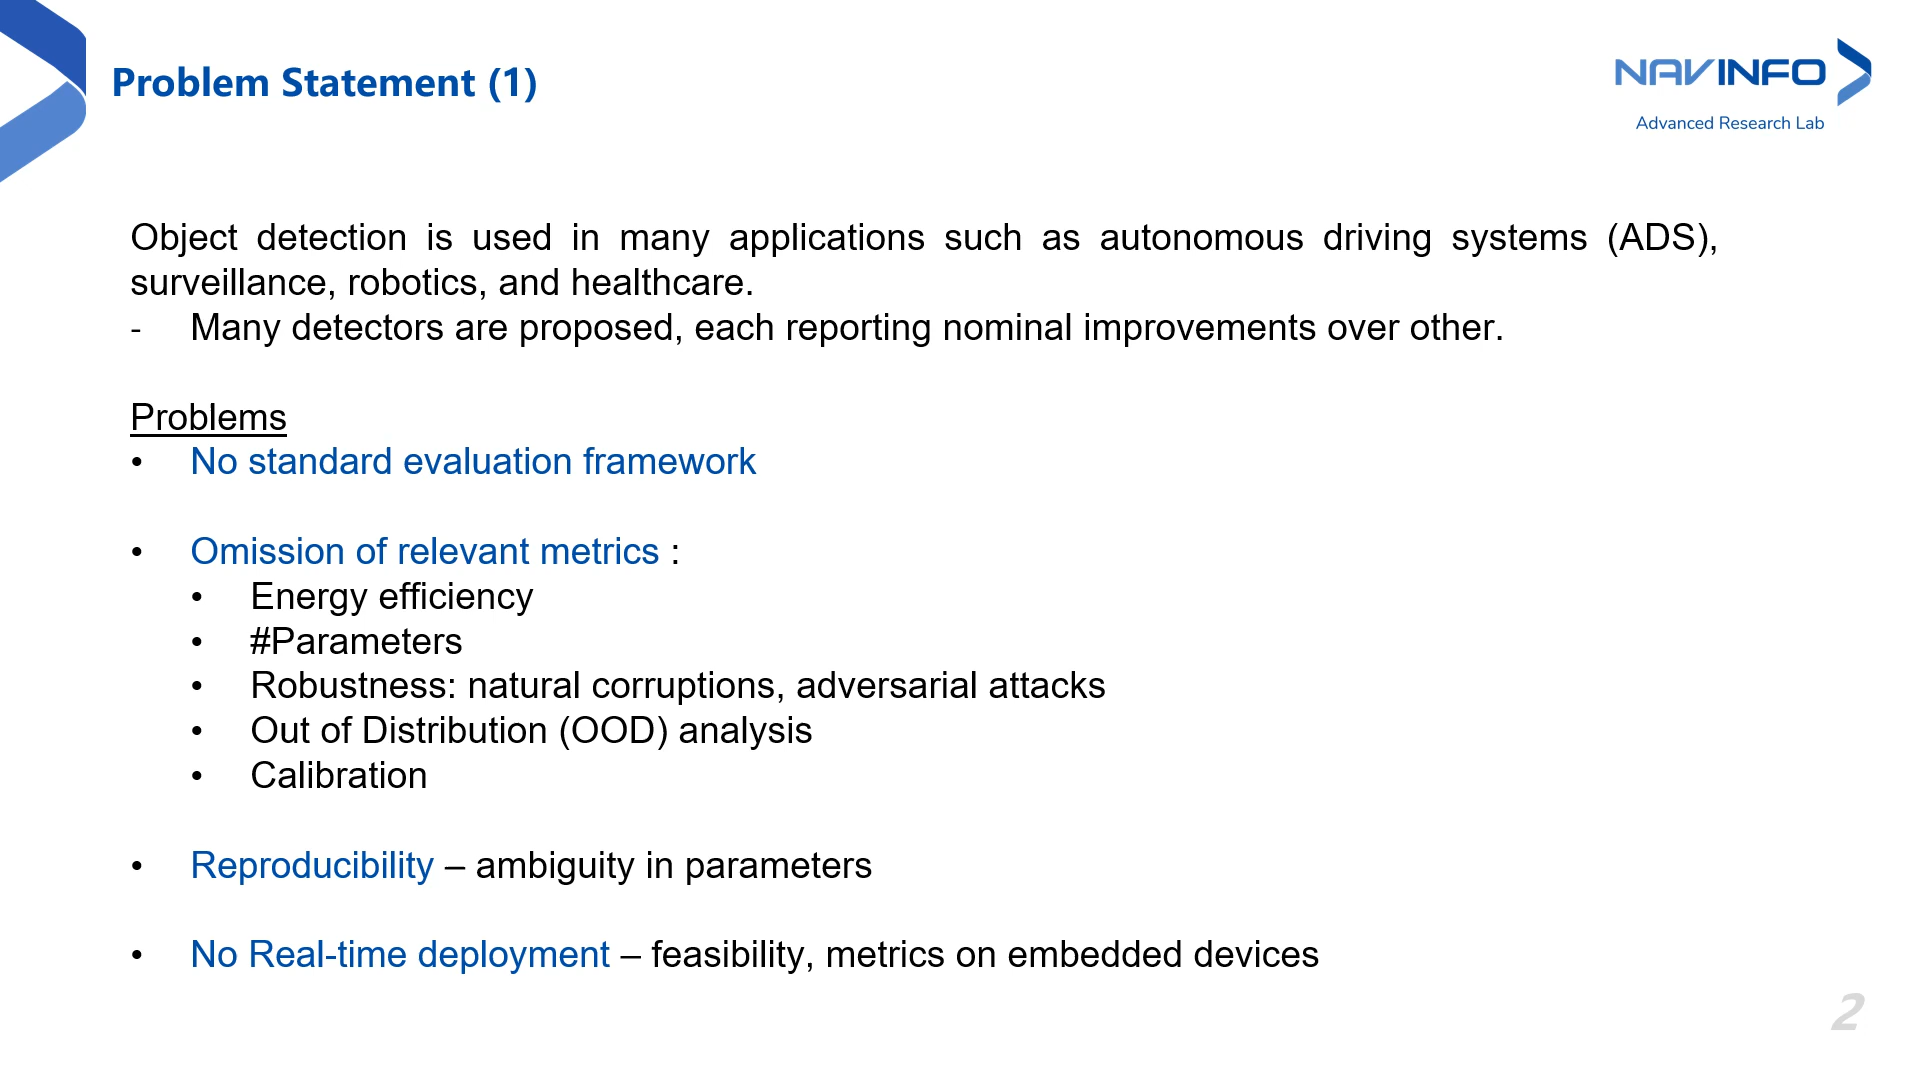 Problem Statement (1)
NAVINFO
Advanced Research Lab
Object detection is used in many applications such as autonomous driving systems (ADS),
surveillance, robotics, and healthcare.
- Many detectors are proposed, each reporting nominal improvements over other.
Problems
• No standard evaluation framework
• Omission of relevant metrics :
• Energy efficiency
• #Parameters
• Robustness: natural corruptions, adversarial attacks
• Out of Distribution (OOD) analysis
• Calibration
• Reproducibility – ambiguity in parameters
• No Real-time deployment – feasibility, metrics on embedded devices
2